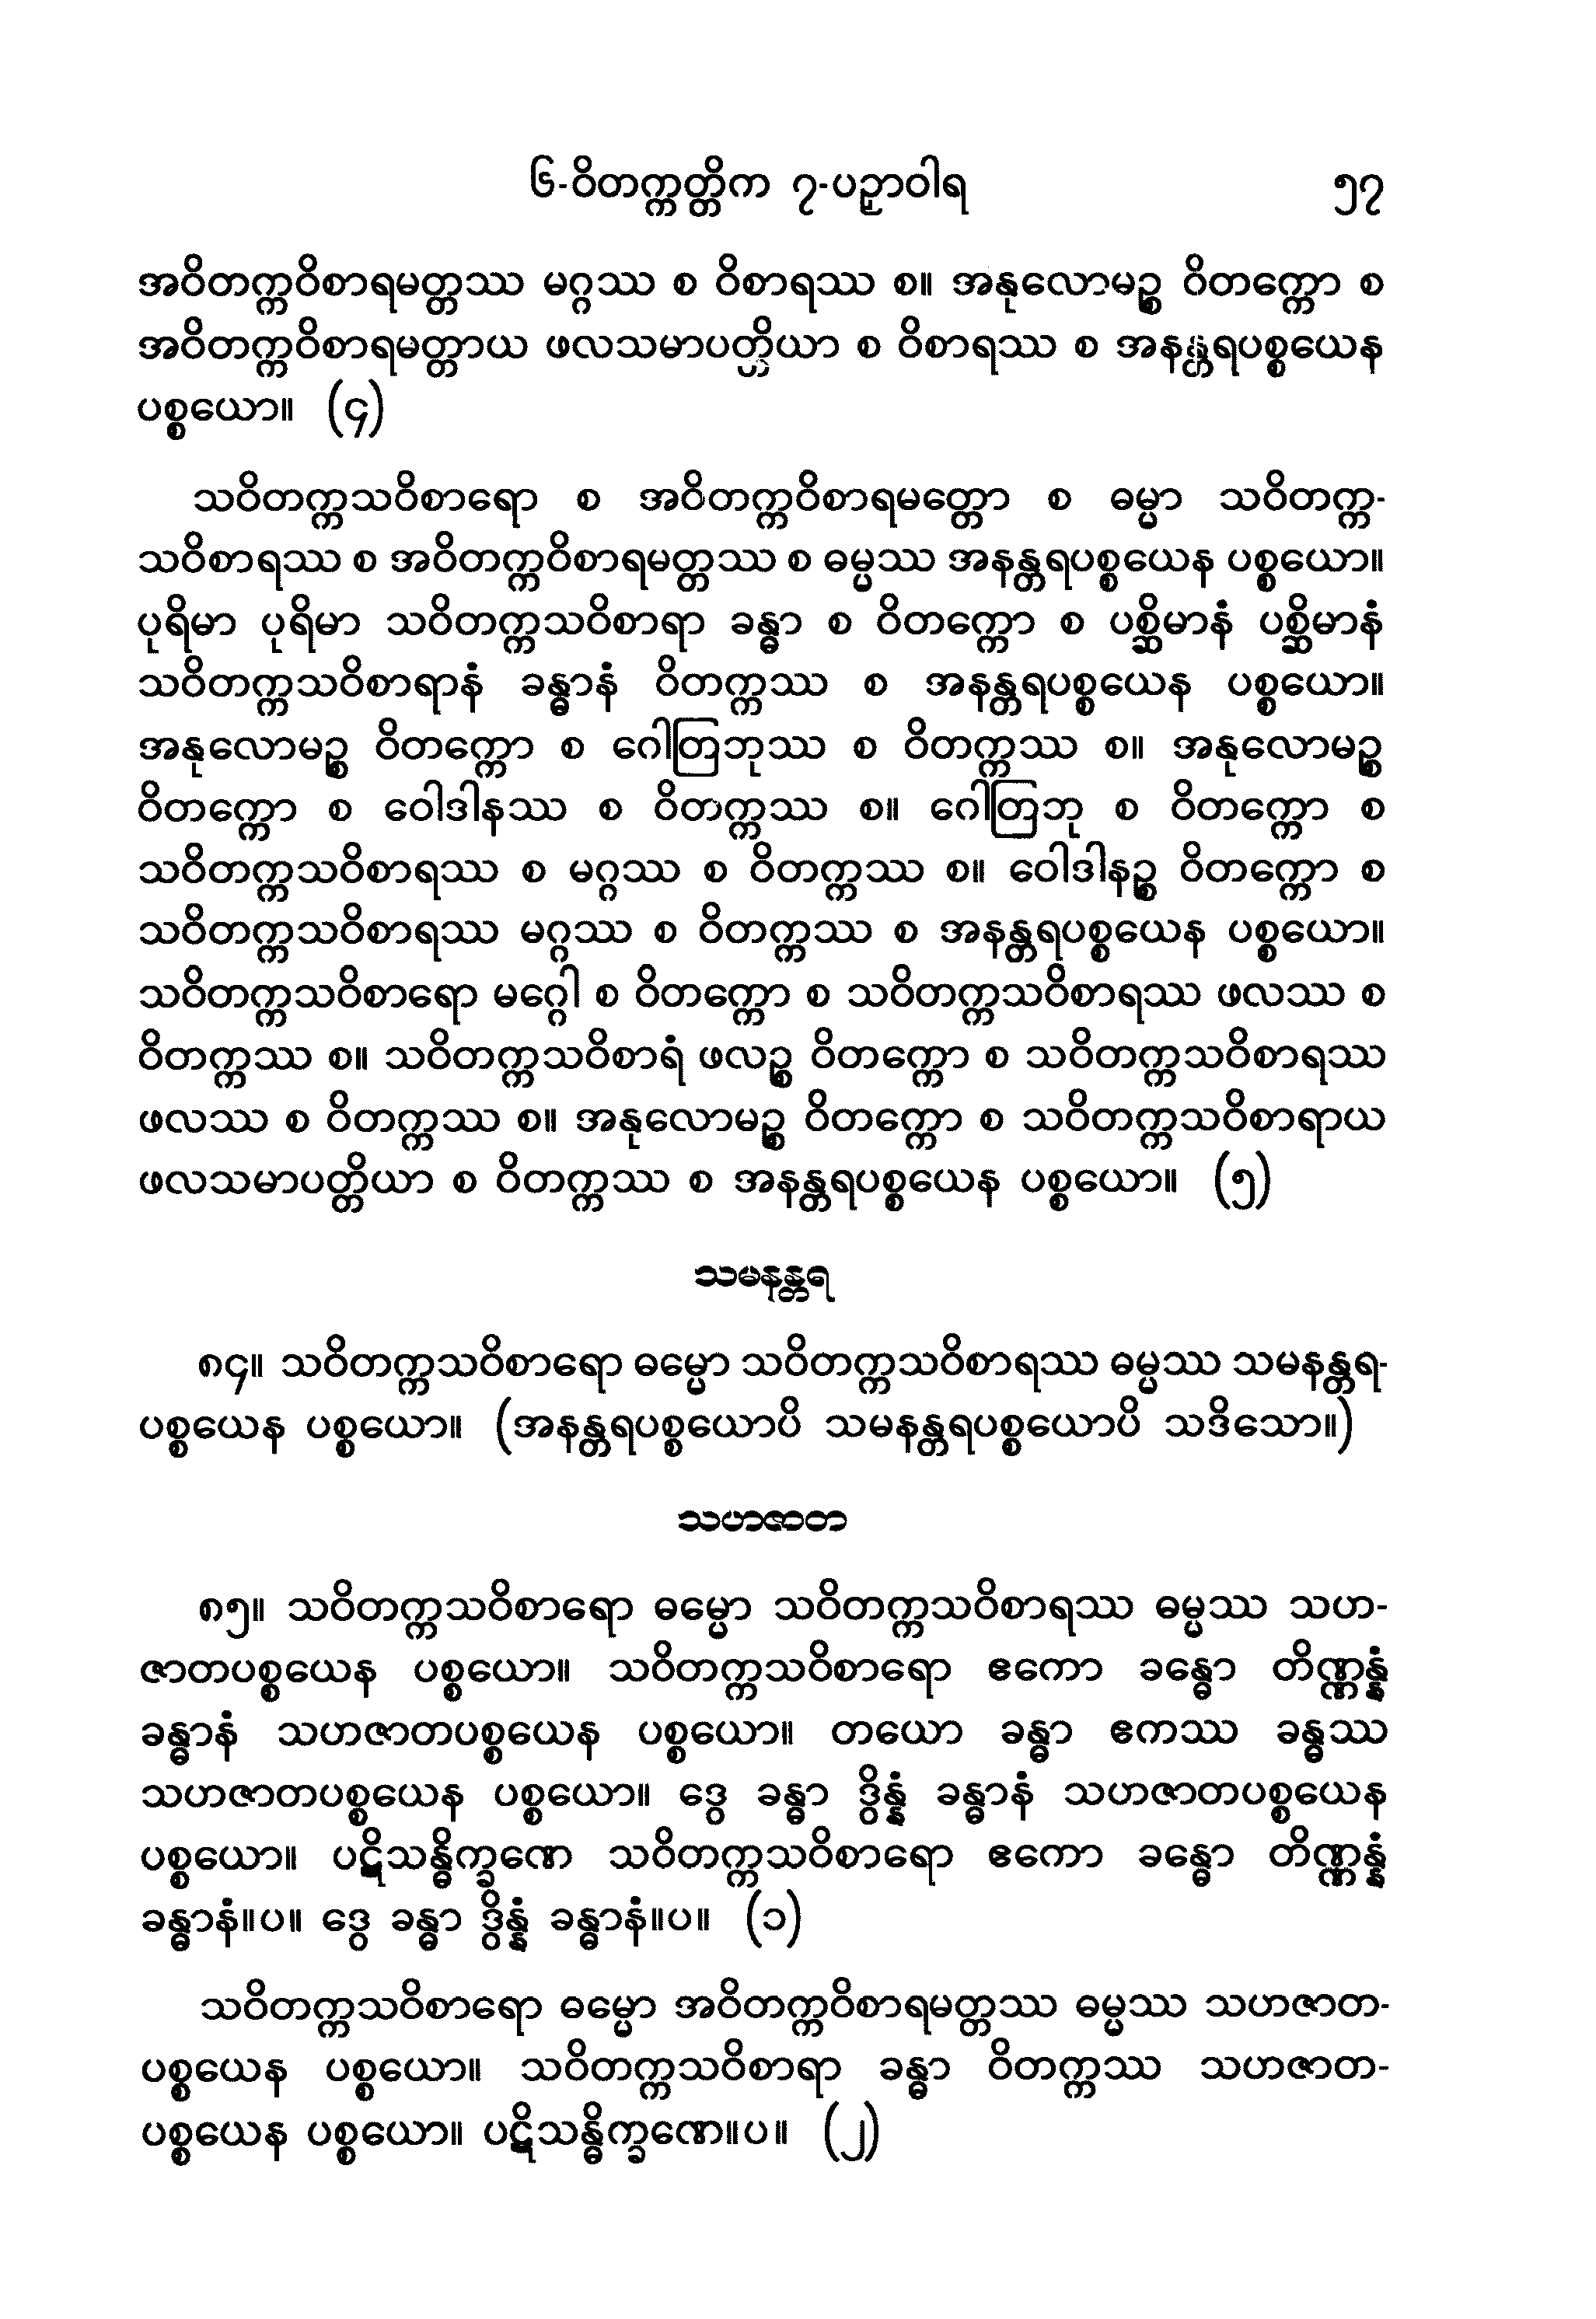 ၆-ဝိတက္ကတ္တိက ၇-ပဉှာဝါရ ၅၇
အဝိတက္ကဝိစာရမတ္တဿ မဂ္ဂဿ စ ဝိစာရဿ စ။ အနုလောမဉ္စ ဝိတက္ကော စ
အဝိတက္ကဝိစာရမတ္တာယ ဖလသမာပတ္တိယာ စ ဝိစာရဿ စ အနန္တရပစ္စယေန
ပစ္စယော။ (၄)
သဝိတက္ကသဝိစာရော စ အဝိတက္ကဝိစာရမတ္တော စ ဓမ္မာ သဝိတက္က-
သဝိစာရဿ စ အဝိတက္ကဝိစာရမတ္တဿ စ ဓမ္မဿ အနန္တရပစ္စယေန ပစ္စယော။
ပုရိမာ ပုရိမာ သဝိတက္ကသဝိစာရာ ခန္ဓာ စ ဝိတက္ကော စ ပစ္ဆိမာနံ ပစ္ဆိမာနံ
သဝိတက္ကသဝိစာရာနံ ခန္ဓာနံ ဝိတက္ကဿ စ အနန္တရပစ္စယေန ပစ္စယော။
အနုလောမဉ္စ ဝိတက္ကော စ ဂေါတြဘုဿ စ ဝိတက္ကဿ စ။ အနုလောမဉ္စ
ဝိတက္ကော စ ဝေါဒါနဿ စ ဝိတက္ကဿ စ။ ဂေါတြဘု စ ဝိတက္ကော စ
သဝိတက္ကသဝိစာရဿ စ မဂ္ဂဿ စ ဝိတက္ကဿ စ။ ဝေါဒါနဉ္စ ဝိတက္ကော စ
သဝိတက္ကသဝိစာရဿ မဂ္ဂဿ စ ဝိတက္ကဿ စ အနန္တရပစ္စယေန ပစ္စယော။
သဝိတက္ကသဝိစာရော မဂ္ဂေါ စ ဝိတက္ကော စ သဝိတက္ကသဝိစာရဿ ဖလဿ စ
ဝိတက္ကဿ စ။ သဝိတက္ကသဝိစာရံ ဖလဉ္စ ဝိတက္ကော စ သဝိတက္ကသဝိစာရဿ
ဖလဿ စ ဝိတက္ကဿ စ။ အနုလောမဉ္စ ဝိတက္ကော စ သဝိတက္ကသဝိစာရာယ
ဖလသမာပတ္တိယာ စ ဝိတက္ကဿ စ အနန္တရပစ္စယေန ပစ္စယော။ (၅)
သမနန္တရ
၈၄။ သဝိတက္ကသဝိစာရော ဓမ္မော သဝိတက္ကသဝိစာရဿ ဓမ္မဿ သမနန္တရ-
ပစ္စယေန ပစ္စယော။ (အနန္တရပစ္စယောပိ သမနန္တရပစ္စယောပိ သဒိသော။)
သဟဇာတ
၈၅။ သဝိတက္ကသဝိစာရော ဓမ္မော သဝိတက္ကသဝိစာရဿ ဓမ္မဿ သဟ-
ဇာတပစ္စယေန ပစ္စယော။ သဝိတက္ကသဝိစာရော ဧကော ခန္ဓော တိဏ္ဏန္နံ
ခန္ဓာနံ သဟဇာတပစ္စယေန ပစ္စယော။ တယော ခန္ဓာ ဧကဿ ခန္ဓဿ
သဟဇာတပစ္စယေန ပစ္စယော။ ဒွေ ခန္ဓာ ဒွိန္နံ ခန္ဓာနံ သဟဇာတပစ္စယေန
ပစ္စယော။ ပဋိသန္ဓိက္ခဏေ သဝိတက္ကသဝိစာရော ဧကော ခန္ဓော တိဏ္ဏန္နံ
ခန္ဓာနံ။ပ။ ဒွေ ခန္ဓာ ဒွိန္နံ ခန္ဓာနံ။ပ။ (၁)
သဝိတက္ကသဝိစာရော ဓမ္မော အဝိတက္ကဝိစာရမတ္တဿ ဓမ္မဿ သဟဇာတ-
ပစ္စယေန ပစ္စယော။ သဝိတက္ကသဝိစာရာ ခန္ဓာ ဝိတက္ကဿ သဟဇာတ-
ပစ္စယေန ပစ္စယော။ ပဋိသန္ဓိက္ခဏေ။ပ။ (၂)